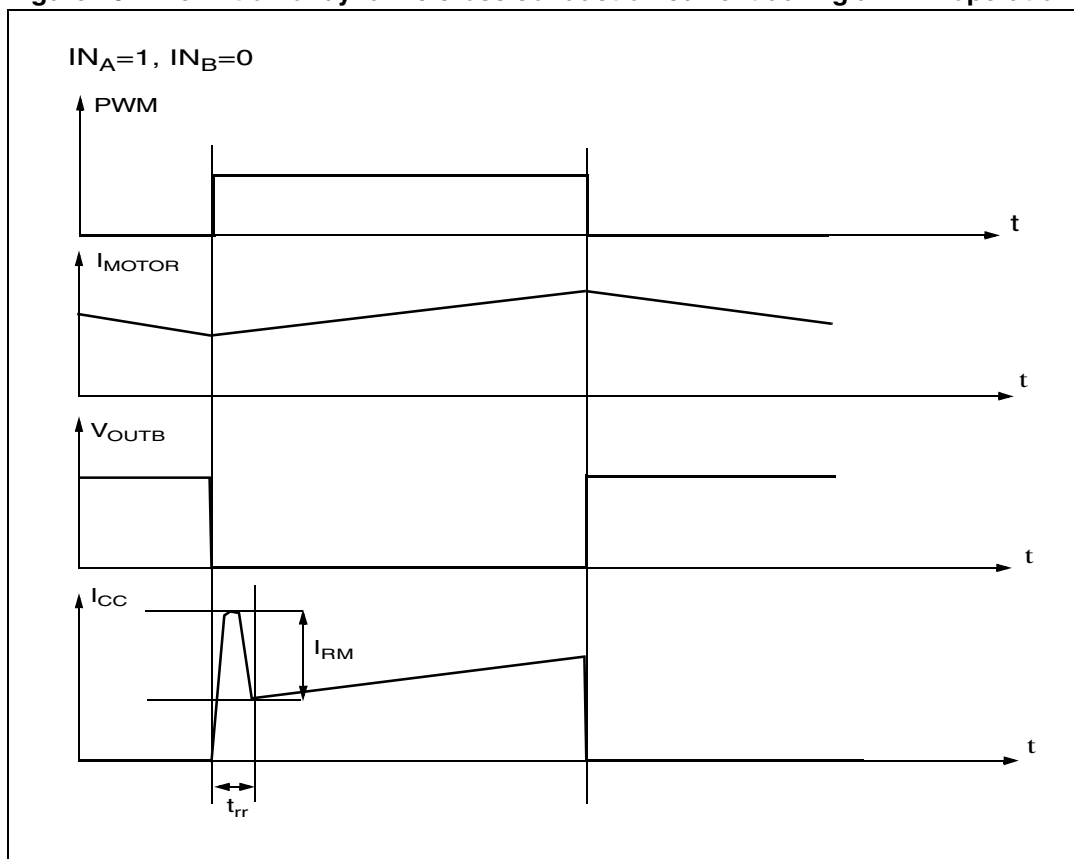 IN_A=1, IN_B=0
PWM
t
I_MOTOR
t
V_OUTB
t
I_CC
I_RM
t
t_rr